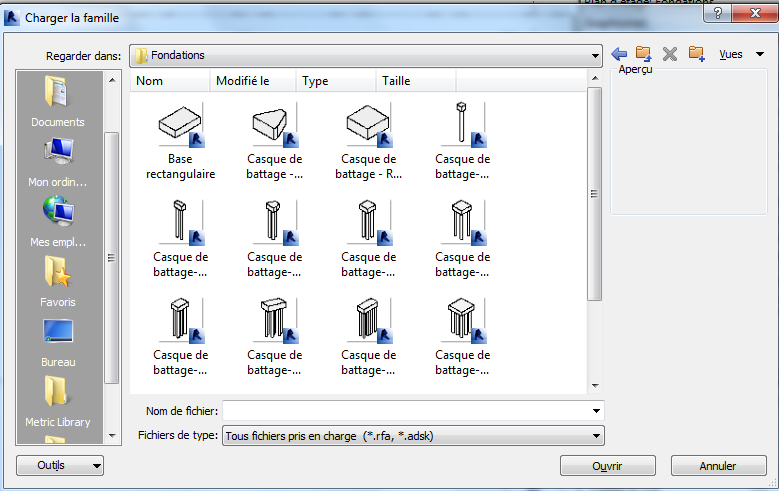 Plan d'étage: Fondations
Charger la famille
Regarder dans:
Fondations
Vues
Aperçu
Nom
Modifié le
Type
Taille
Documents
Mon ordin...
Mes empl...
Favoris
Bureau
Metric Library
Base
rectangulaire
Casque de
battage -...
Casque de
battage - R...
Casque de
battage-...
Casque de
battage-...
Casque de
battage-...
Casque de
battage-...
Casque de
battage-...
Casque de
battage-...
Casque de
battage-...
Casque de
battage-...
Casque de
battage-...
Nom de fichier:
Fichiers de type:
Tous fichiers pris en charge (*.rfa, *.adsk)
Outils
Ouvrir
Annuler